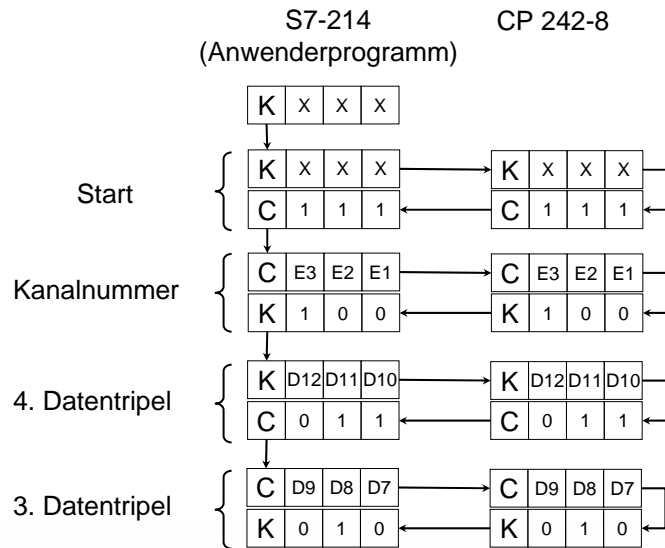 S7-214 CP 242-8
(Anwenderprogramm)
K X X X
K X X X K X X X
Start
C 1 1 1 C 1 1 1
C E3 E2 E1 C E3 E2 E1
Kanalnummer
K 1 0 0 K 1 0 0
K D12 D11 D10 K D12 D11 D10
4. Datentripel
C 0 1 1 C 0 1 1
C D9 D8 D7 C D9 D8 D7
3. Datentripel
K 0 1 0 K 0 1 0